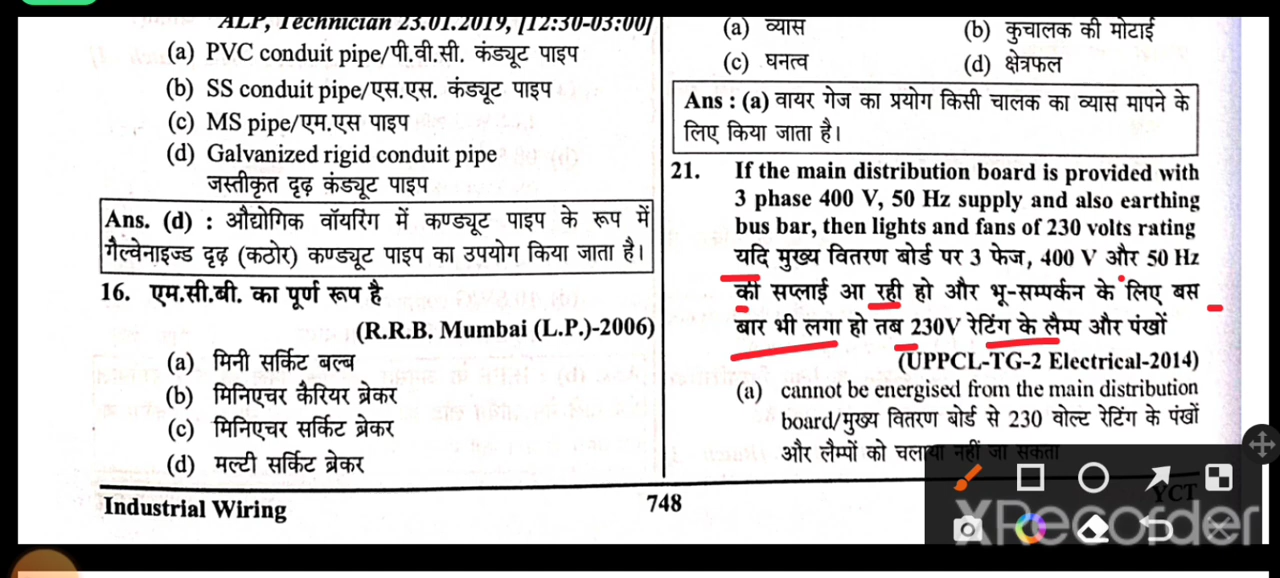 ALP, Technician 23.01.2019, [12:30-03:00]
(a) PVC conduit pipe/पी.वी.सी. कंड्यूट पाइप
(b) SS conduit pipe/एस.एस. कंड्यूट पाइप
(c) MS pipe/एम.एस पाइप
(d) Galvanized rigid conduit pipe
जस्तीकृत दृढ़ कंड्यूट पाइप
Ans. (d) : औद्योगिक वॉयरिंग में कण्ड्यूट पाइप के रूप में
गैल्वेनाइज्ड दृढ़ (कठोर) कण्ड्यूट पाइप का उपयोग किया जाता है।
16. एम.सी.बी. का पूर्ण रूप है
(R.R.B. Mumbai (L.P.)-2006)
(a) मिनी सर्किट बल्ब
(b) मिनिएचर कैरियर ब्रेकर
(c) मिनिएचर सर्किट ब्रेकर
(d) मल्टी सर्किट ब्रेकर
(a) व्यास (b) कुचालक की मोटाई
(c) घनत्व (d) क्षेत्रफल
Ans : (a) वायर गेज का प्रयोग किसी चालक का व्यास मापने के
लिए किया जाता है।
21. If the main distribution board is provided with
3 phase 400 V, 50 Hz supply and also earthing
bus bar, then lights and fans of 230 volts rating
यदि मुख्य वितरण बोर्ड पर 3 फेज, 400 V और 50 Hz
की सप्लाई आ रही हो और भू-सम्पर्कन के लिए बस
बार भी लगा हो तब 230V रेटिंग के लैम्प और पंखों
(UPPCL-TG-2 Electrical-2014)
(a) cannot be energised from the main distribution
board/मुख्य वितरण बोर्ड से 230 वोल्ट रेटिंग के पंखों
और लैम्पों को चलाया नहीं जा सकता
Industrial Wiring 748 YCT
XRecorder